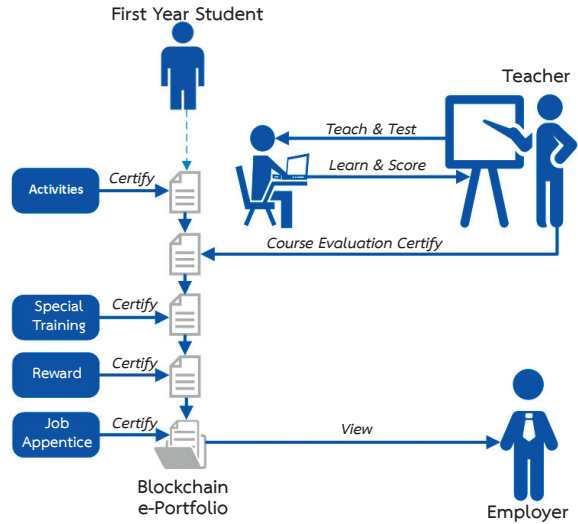 First Year Student
Teacher
Teach & Test
Learn & Score
Activities
Certify
Course Evaluation Certify
Special
Training
Certify
Reward
Certify
Job
Appentice
Certify
View
Blockchain
e-Portfolio
Employer